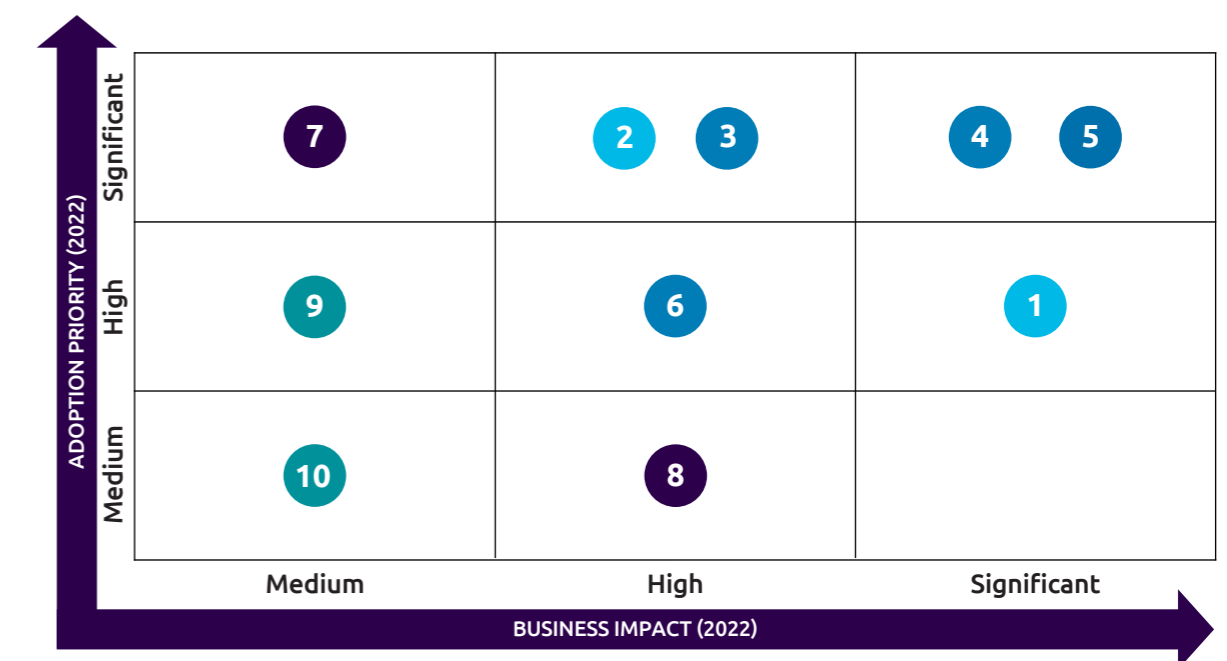 ADOPTION PRIORITY (2022)
Significant
7
2
3
4
5
High
9
6
1
Medium
10
8
Medium
High
Significant
BUSINESS IMPACT (2022)